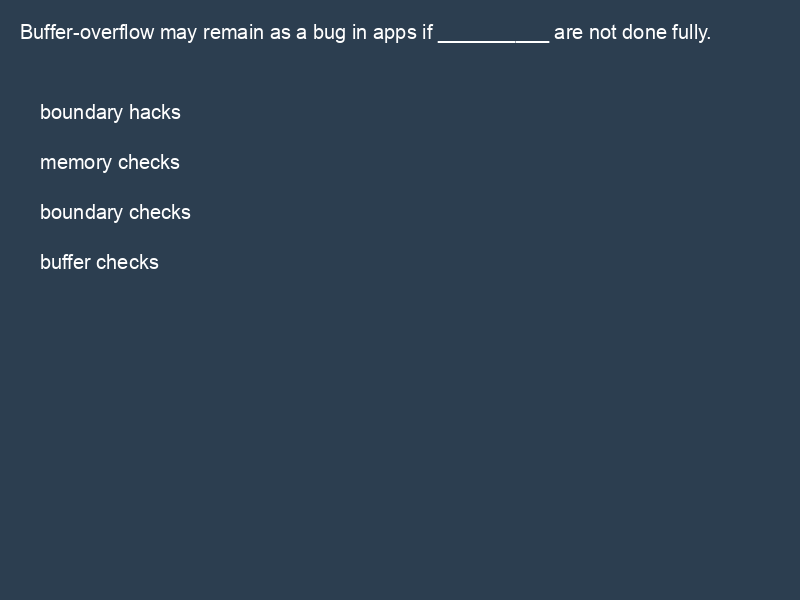 Buffer-overflow may remain as a bug in apps if __________ are not done fully.
boundary hacks
memory checks
boundary checks
buffer checks